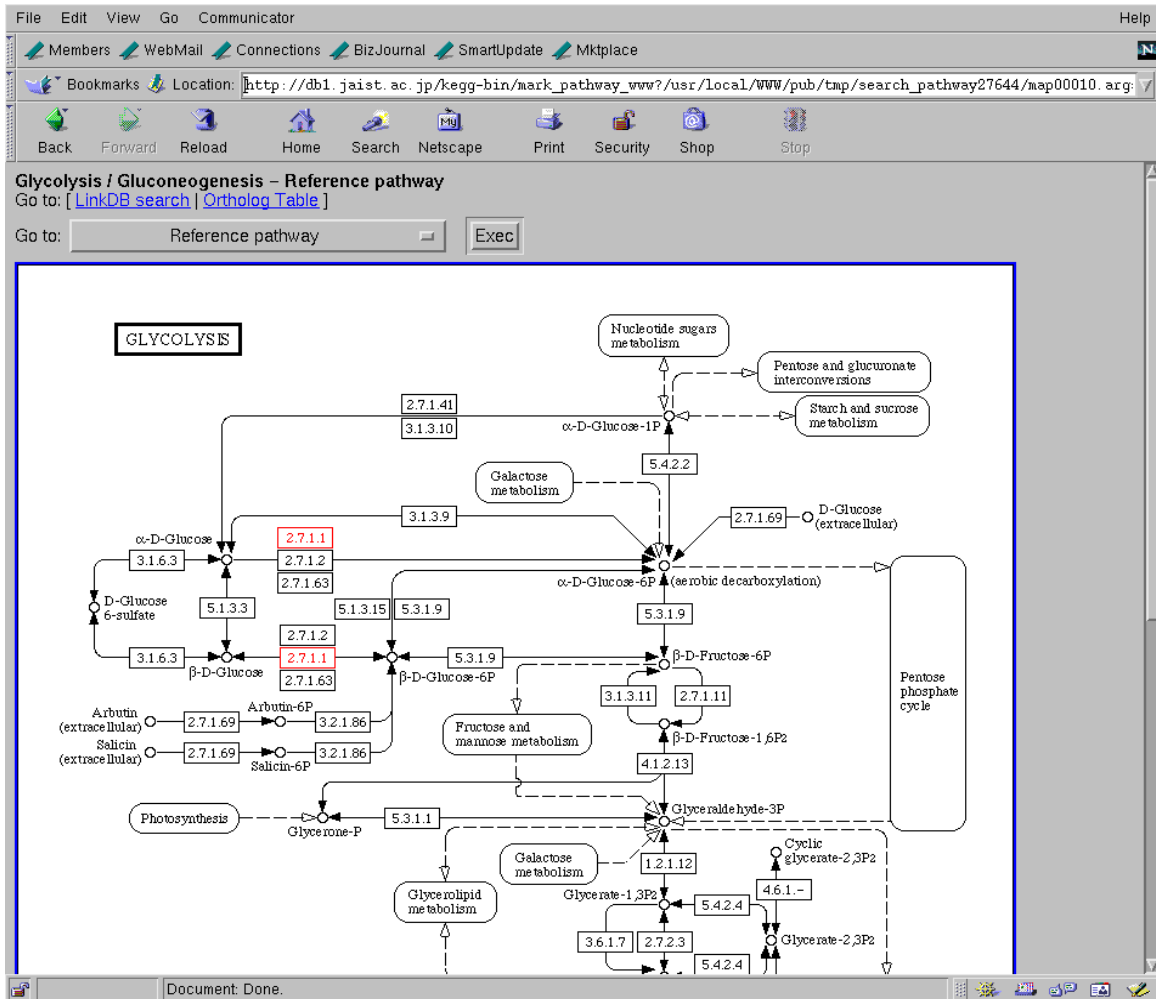 File Edit View Go Communicator Help
Members WebMail Connections BizJournal SmartUpdate Mktplace
N
Bookmarks Location: http://db1.jaist.ac.jp/kegg-bin/mark_pathway_www?/usr/local/WWW/pub/tmp/search_pathway27644/map00010.arg
My
Back Forward Reload Home Search Netscape Print Security Shop Stop
Glycolysis / Gluconeogenesis – Reference pathway
Go to: [ LinkDB search | Ortholog Table ]
Go to: Reference pathway Exec
GLYCOLYSIS
Nucleotide sugars
metabolism
Pentose and glucuronate
interconversions
Starch and sucrose
metabolism
2.7.1.41
3.1.3.10
α-D-Glucose-1P
5.4.2.2
Galactose
metabolism
3.1.3.9
2.7.1.69
D-Glucose
(extracellular)
α-D-Glucose
2.7.1.1
3.1.6.3
2.7.1.2
2.7.1.63
α-D-Glucose-6P
(aerobic decarboxylation)
D-Glucose
6-sulfate
5.1.3.3
5.1.3.15
5.3.1.9
5.3.1.9
2.7.1.2
3.1.6.3
2.7.1.1
5.3.1.9
β-D-Fructose-6P
β-D-Glucose
2.7.1.63
β-D-Glucose-6P
Pentose
phosphate
cycle
3.1.3.11
2.7.1.11
Arbutin
(extracellular)
2.7.1.69
Arbutin-6P
3.2.1.86
Fructose and
mannose metabolism
β-D-Fructose-1,6P2
Salicin
(extracellular)
2.7.1.69
Salicin-6P
3.2.1.86
4.1.2.13
Photosynthesis
Glycerone-P
5.3.1.1
Glyceraldehyde-3P
Galactose
metabolism
1.2.1.12
Cyclic
glycerate-2,3P2
Glycerolipid
metabolism
Glycerate-1,3P2
5.4.2.4
4.6.1.-
3.6.1.7
2.7.2.3
Glycerate-2,3P2
5.4.2.4
Document: Done.